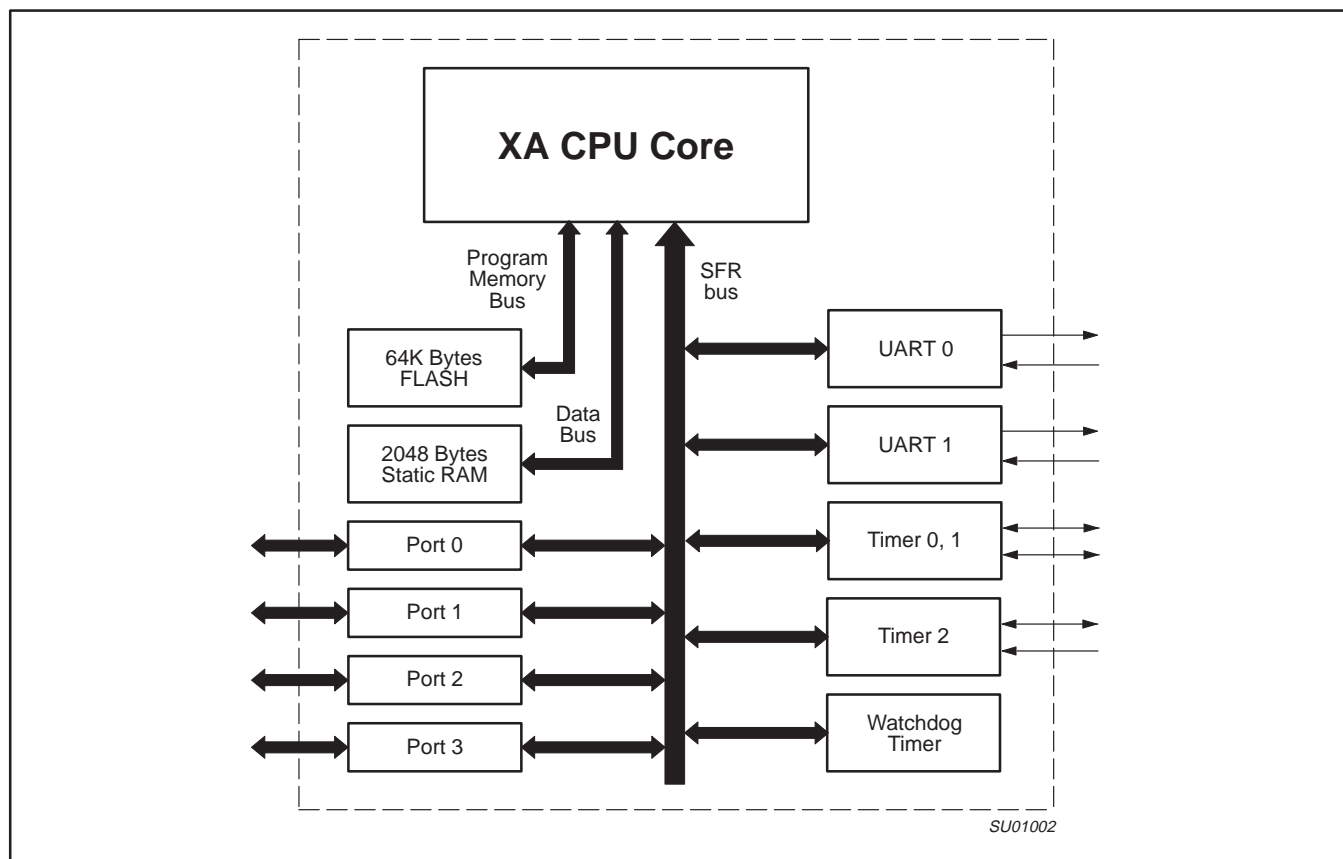 XA CPU Core
Program
Memory
Bus
SFR
bus
64K Bytes
FLASH
Data
Bus
2048 Bytes
Static RAM
Port 0
Port 1
Port 2
Port 3
UART 0
UART 1
Timer 0, 1
Timer 2
Watchdog
Timer
SU01002